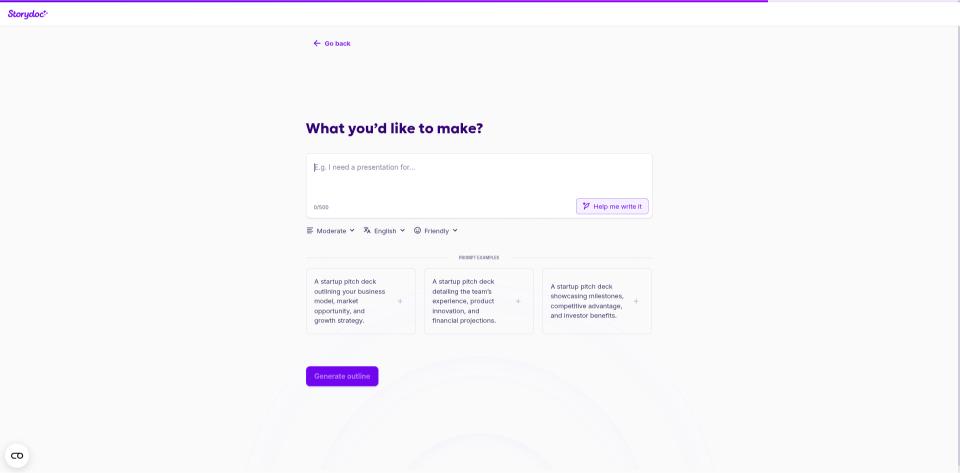 Storydoc
Go back
What you'd like to make?
E.g. I need a presentation for...
0/500
Help me write it
Moderate
English
Friendly
PROMPT EXAMPLES
A startup pitch deck
outlining your business
model, market
opportunity, and
growth strategy.
A startup pitch deck
detailing the team's
experience, product
innovation, and
financial projections.
A startup pitch deck
showcasing milestones,
competitive advantage,
and investor benefits.
Generate outline